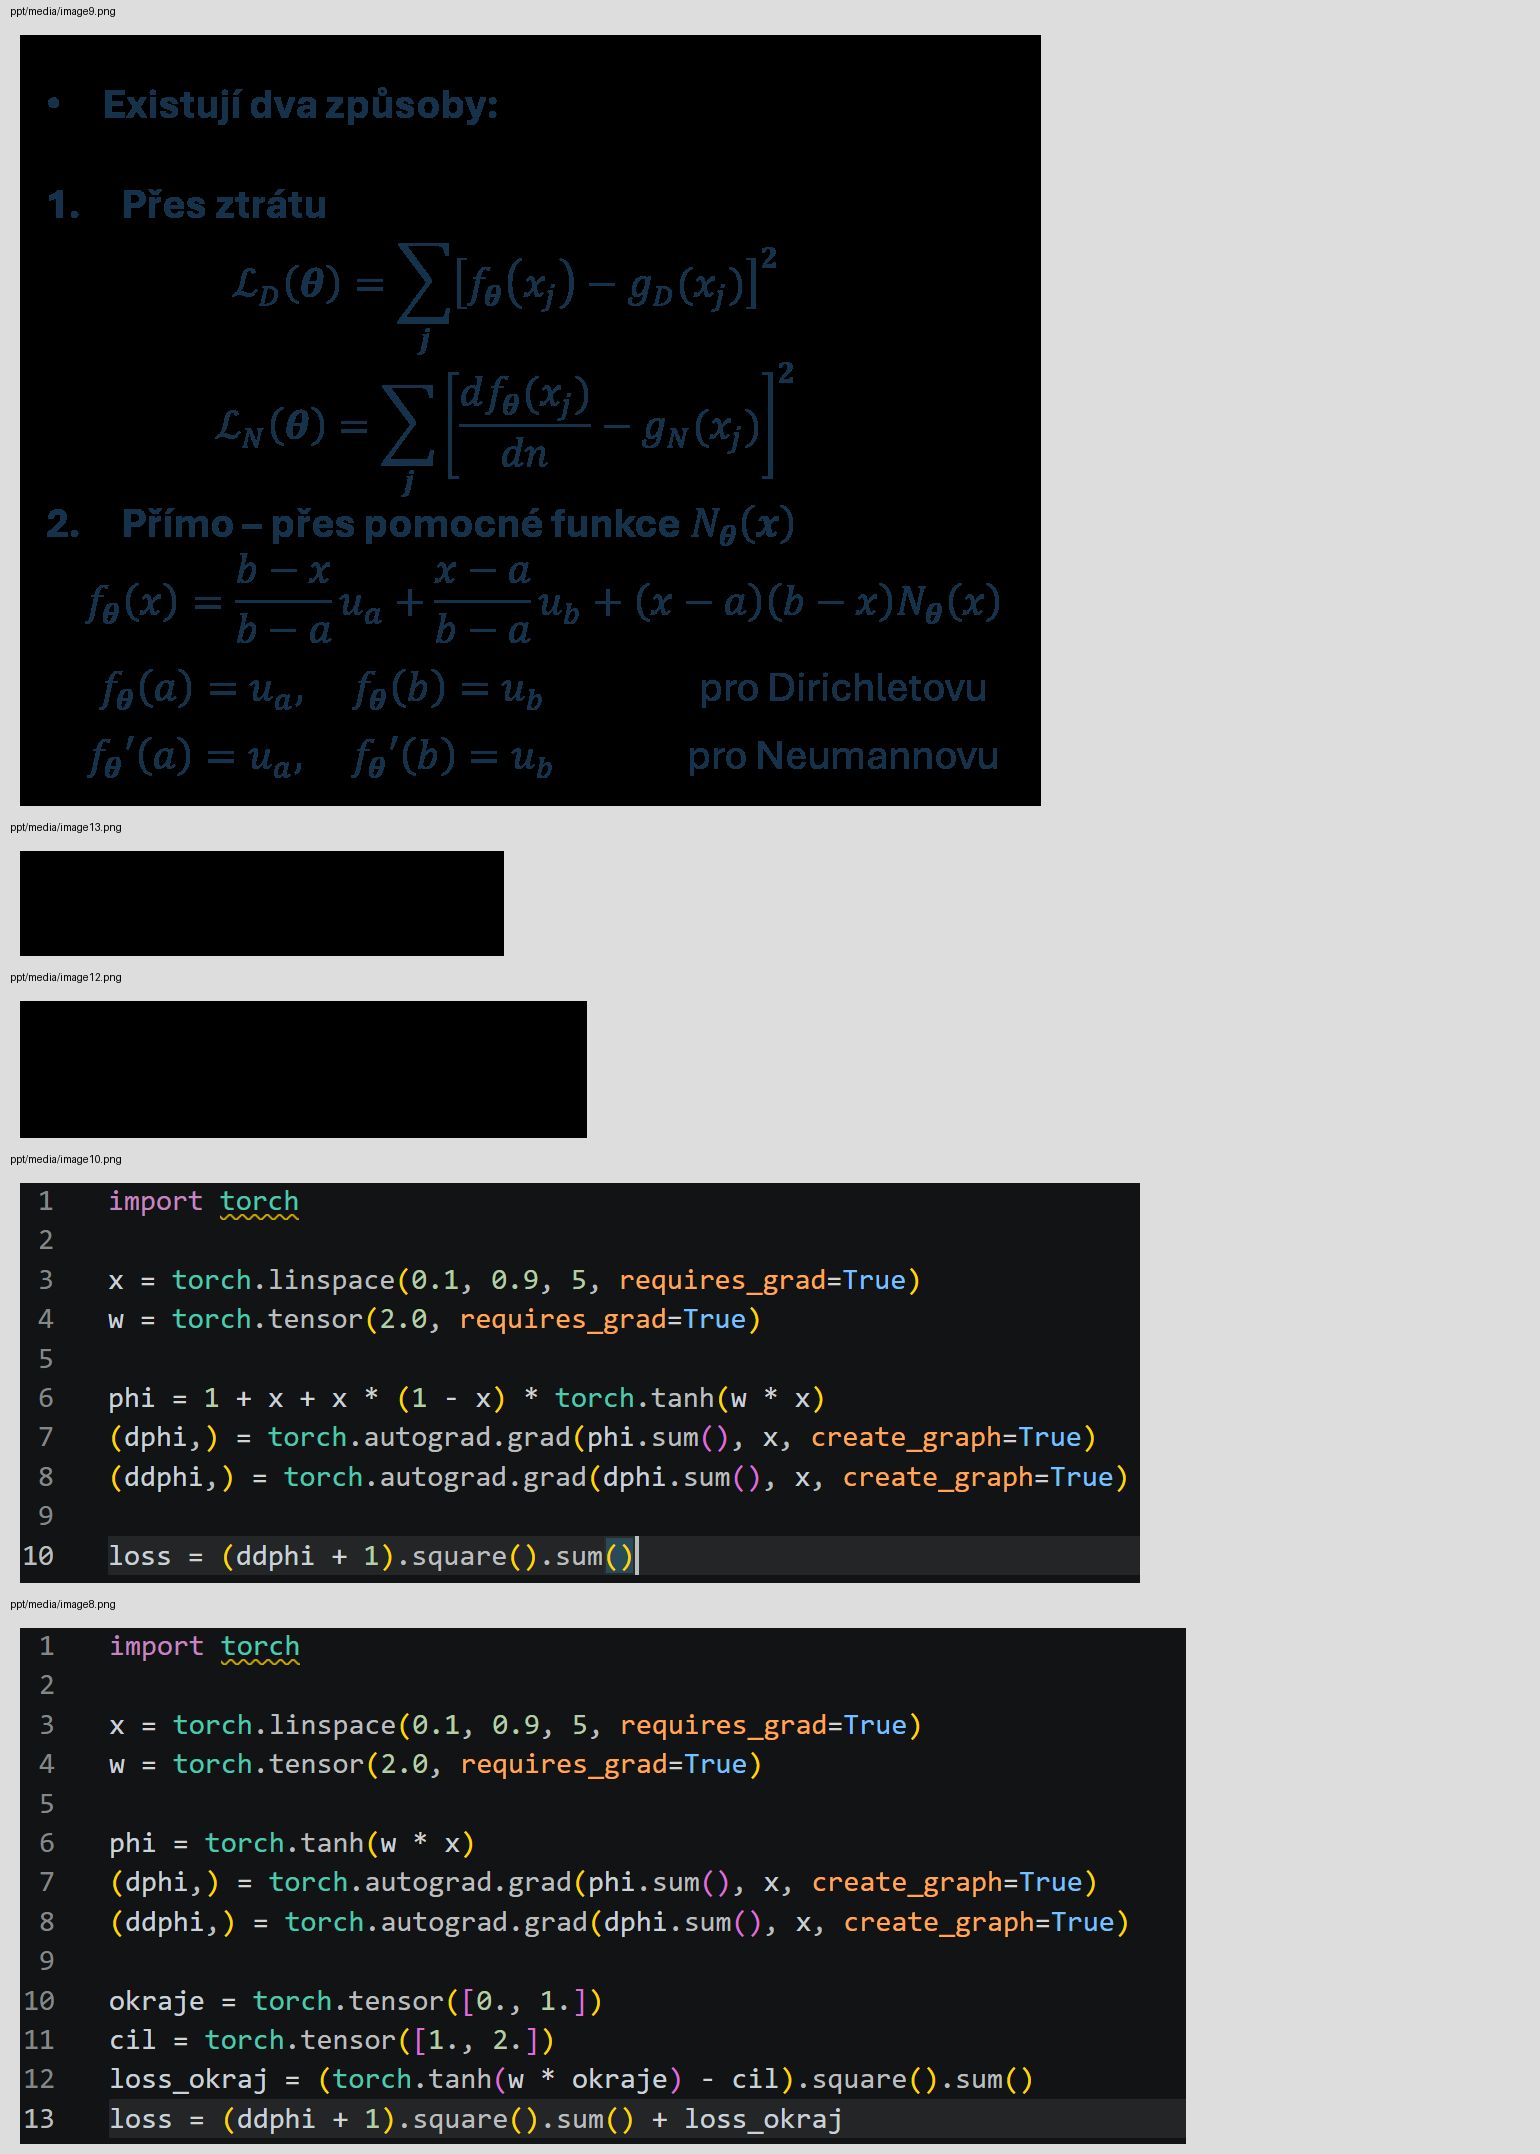 ppt/media/image9.png
• Existují dva způsoby:
1. Přes ztrátu
ℒ_D(θ) = ∑_j [f_θ(x_j) − g_D(x_j)]²
ℒ_N(θ) = ∑_j [df_θ(x_j)/dn − g_N(x_j)]²
2. Přímo – přes pomocné funkce N_θ(x)
f_θ(x) = (b − x)/(b − a) u_a + (x − a)/(b − a) u_b + (x − a)(b − x)N_θ(x)
f_θ(a) = u_a, f_θ(b) = u_b pro Dirichletovu
f_θ′(a) = u_a, f_θ′(b) = u_b pro Neumannovu
ppt/media/image13.png
ppt/media/image12.png
ppt/media/image10.png
1 import torch
2
3 x = torch.linspace(0.1, 0.9, 5, requires_grad=True)
4 w = torch.tensor(2.0, requires_grad=True)
5
6 phi = 1 + x + x * (1 - x) * torch.tanh(w * x)
7 (dphi,) = torch.autograd.grad(phi.sum(), x, create_graph=True)
8 (ddphi,) = torch.autograd.grad(dphi.sum(), x, create_graph=True)
9
10 loss = (ddphi + 1).square().sum()
ppt/media/image8.png
1 import torch
2
3 x = torch.linspace(0.1, 0.9, 5, requires_grad=True)
4 w = torch.tensor(2.0, requires_grad=True)
5
6 phi = torch.tanh(w * x)
7 (dphi,) = torch.autograd.grad(phi.sum(), x, create_graph=True)
8 (ddphi,) = torch.autograd.grad(dphi.sum(), x, create_graph=True)
9
10 okraje = torch.tensor([0., 1.])
11 cil = torch.tensor([1., 2.])
12 loss_okraj = (torch.tanh(w * okraje) - cil).square().sum()
13 loss = (ddphi + 1).square().sum() + loss_okraj